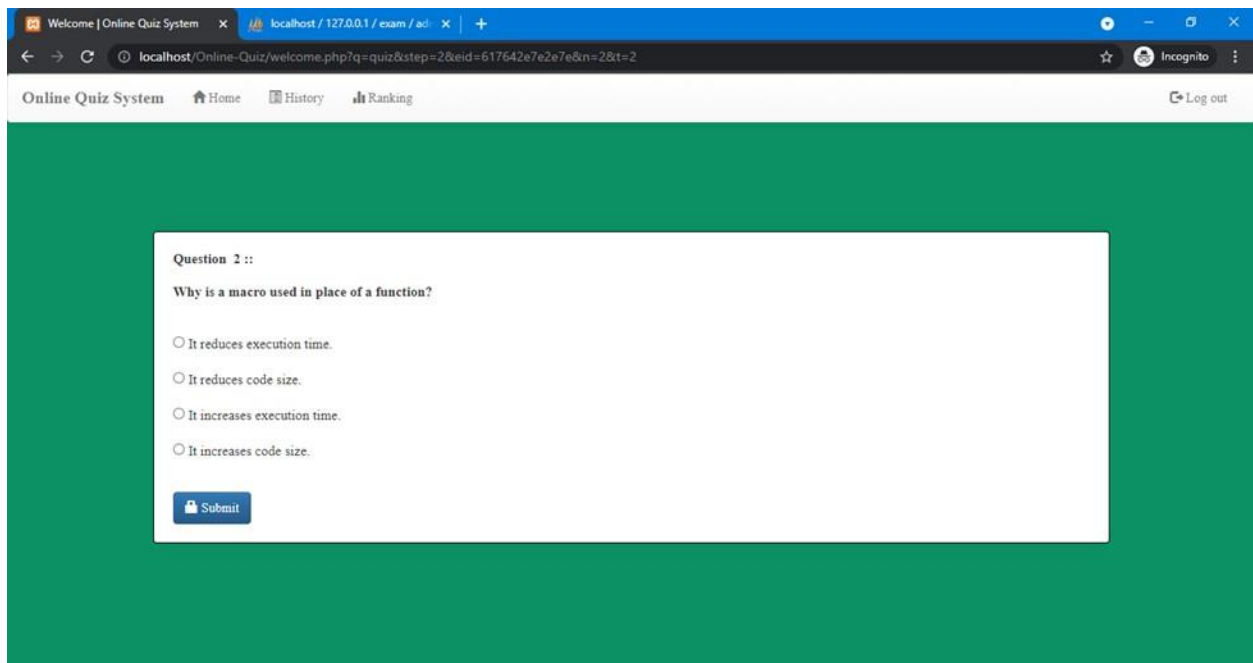 Welcome | Online Quiz System
localhost / 127.0.0.1 / exam / ad
localhost/Online-Quiz/welcome.php?q=quiz&step=2&eid=617642e7e2e7e&n=2&t=2
Incognito
Online Quiz System Home History Ranking Log out
Question 2 ::
Why is a macro used in place of a function?
It reduces execution time.
It reduces code size.
It increases execution time.
It increases code size.
Submit